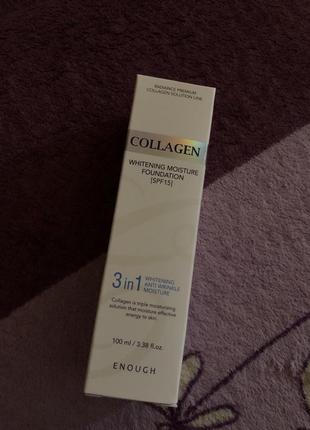 RADIANCE PREMIUM
COLLAGEN SOLUTION LINE
COLLAGEN
WHITENING MOISTURE
FOUNDATION
[SPF15]
3 in 1
WHITENING
ANTI WRINKLE
MOISTURE
Collagen is triple moisturizing
solution that moisture effective
energy to skin.
100 ml / 3.38 fl.oz.
ENOUGH